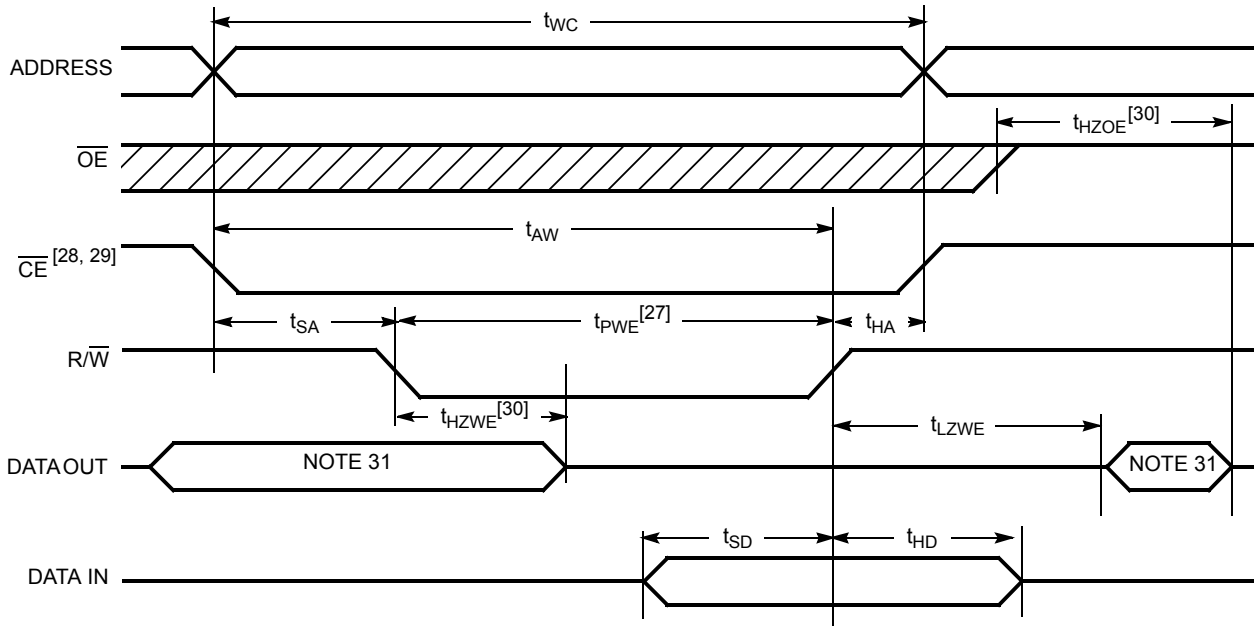 tWC
ADDRESS
tHZOE[30]
OE
tAW
CE [28, 29]
tSA
tPWE[27]
tHA
R/W
tHZWE[30]
tLZWE
DATA OUT
NOTE 31
NOTE 31
tSD
tHD
DATA IN